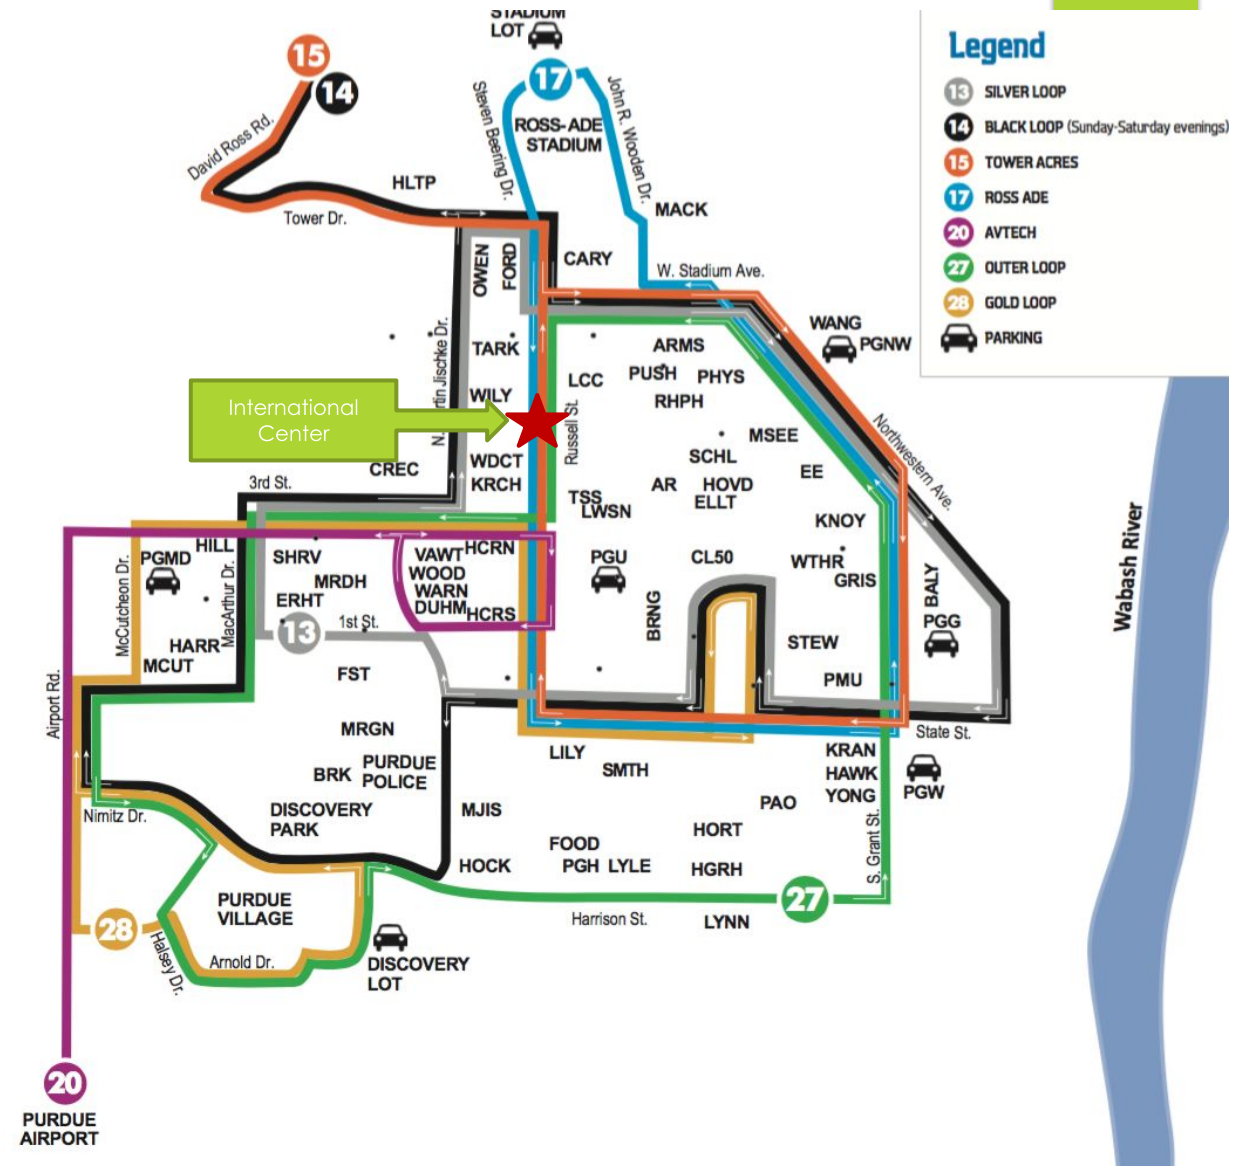 STADIUM
LOT
15
14
17
ROSS-ADE
STADIUM
Steven Beering Dr.
John R. Wooden Dr.
David Ross Rd.
Tower Dr.
HLTP
MACK
CARY
W. Stadium Ave.
OWEN
FORD
Legend
13 SILVER LOOP
14 BLACK LOOP (Sunday-Saturday evenings)
15 TOWER ACRES
17 ROSS ADE
20 AVTECH
27 OUTER LOOP
28 GOLD LOOP
PARKING
WANG
PGNW
TARK
ARMS
PUSH
PHYS
LCC
RHPH
WILY
International
Center
Russell St.
Northwestern Ave.
MSEE
SCHL
EE
CREC
WDCT
KRCH
3rd St.
AR
HOVD
ELLT
TSS
LWSN
KNOY
Wabash River
HILL
PGMD
SHRV
MRDH
ERHT
VAWT
WOOD
WARN
DUHM
HCRN
HCRS
PGU
CL50
WTHR
GRIS
BALY
PGG
BRNG
McCutcheon Dr.
MacArthur Dr.
13
1st St.
HARR
MCUT
FST
STEW
PMU
Airport Rd.
State St.
MRGN
BRK
PURDUE
POLICE
LILY
SMTH
KRAN
HAWK
YONG
PGW
Nimitz Dr.
DISCOVERY
PARK
MJIS
PAO
HORT
FOOD
HOCK
PGH
LYLE
HGRH
S. Grant St.
PURDUE
VILLAGE
27
Harrison St.
LYNN
28
Halsey Dr.
Arnold Dr.
DISCOVERY
LOT
20
PURDUE
AIRPORT